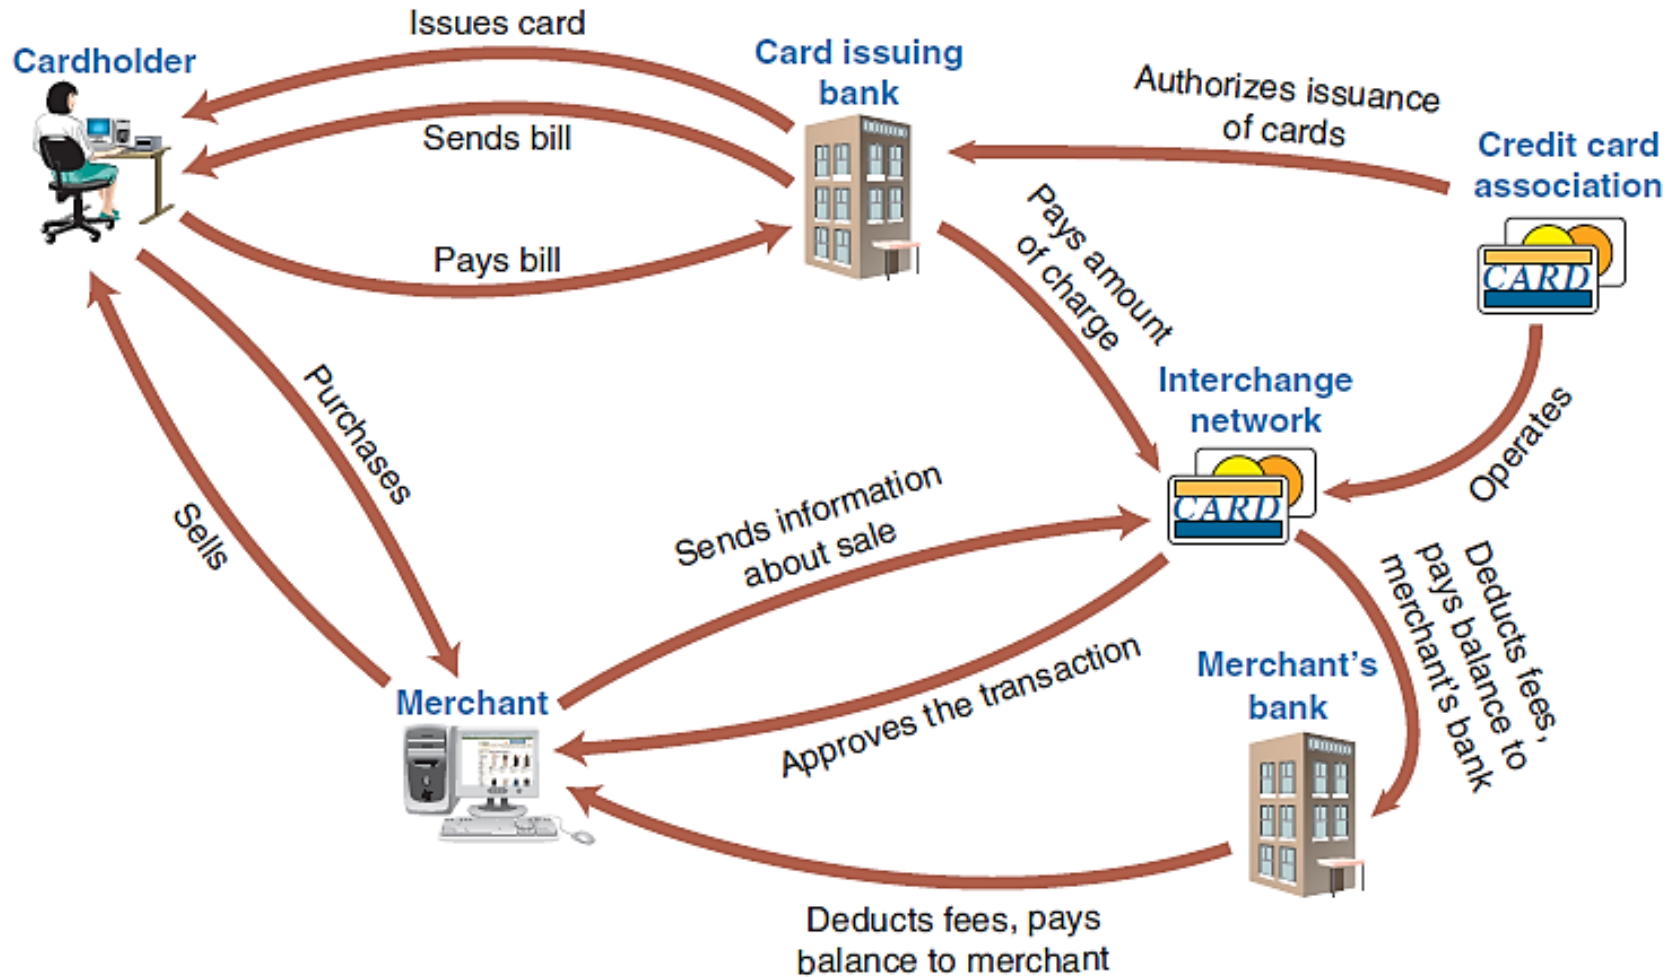 Issues card
Cardholder
Card issuing
bank
Sends bill
Pays bill
Authorizes issuance
of cards
Credit card
association
CARD
Pays amount
of charge
Interchange
network
CARD
Operates
Purchases
Sells
Sends information
about sale
Approves the transaction
Merchant
Deducts fees,
pays balance to
merchant's bank
Merchant's
bank
Deducts fees, pays
balance to merchant